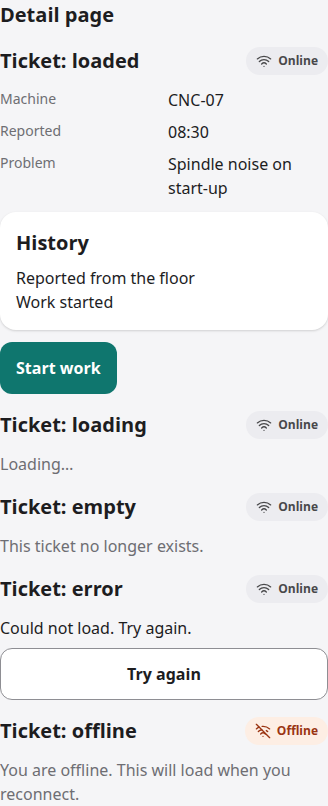 Detail page
Ticket: loaded
Online
Machine
CNC-07
Reported
08:30
Problem
Spindle noise on
start-up
History
Reported from the floor
Work started
Start work
Ticket: loading
Online
Loading…
Ticket: empty
Online
This ticket no longer exists.
Ticket: error
Online
Could not load. Try again.
Try again
Ticket: offline
Offline
You are offline. This will load when you
reconnect.